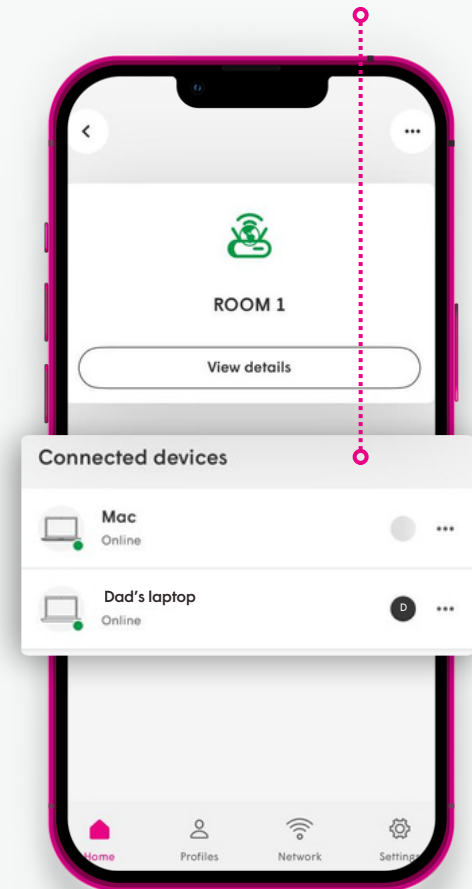 ROOM 1
View details
Connected devices
Mac
Online
Dad's laptop
D
Online
Home Profiles Network Settings